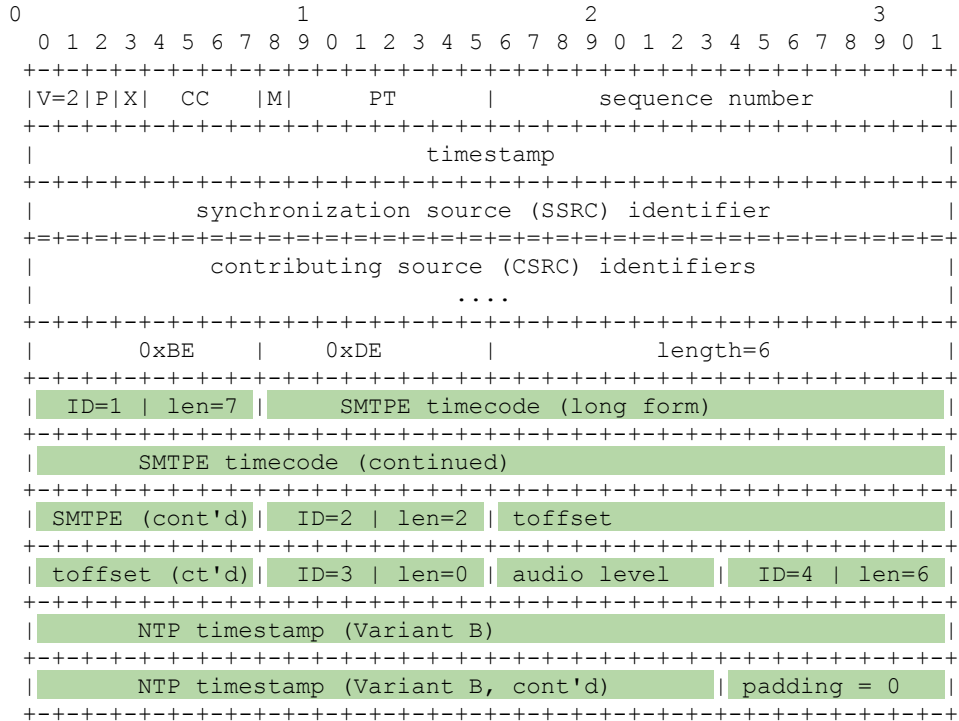 0                   1                   2                   3
 0 1 2 3 4 5 6 7 8 9 0 1 2 3 4 5 6 7 8 9 0 1 2 3 4 5 6 7 8 9 0 1
+-+-+-+-+-+-+-+-+-+-+-+-+-+-+-+-+-+-+-+-+-+-+-+-+-+-+-+-+-+-+-+-+
|V=2|P|X|  CC   |M|     PT      |       sequence number         |
+-+-+-+-+-+-+-+-+-+-+-+-+-+-+-+-+-+-+-+-+-+-+-+-+-+-+-+-+-+-+-+-+
|                           timestamp                           |
+-+-+-+-+-+-+-+-+-+-+-+-+-+-+-+-+-+-+-+-+-+-+-+-+-+-+-+-+-+-+-+-+
|           synchronization source (SSRC) identifier            |
+=+=+=+=+=+=+=+=+=+=+=+=+=+=+=+=+=+=+=+=+=+=+=+=+=+=+=+=+=+=+=+=+
|            contributing source (CSRC) identifiers             |
|                             ....                              |
+-+-+-+-+-+-+-+-+-+-+-+-+-+-+-+-+-+-+-+-+-+-+-+-+-+-+-+-+-+-+-+-+
|       0xBE    |    0xDE       |           length=6            |
+-+-+-+-+-+-+-+-+-+-+-+-+-+-+-+-+-+-+-+-+-+-+-+-+-+-+-+-+-+-+-+-+
|  ID=1 | len=7 |     SMTPE timecode (long form)                |
+-+-+-+-+-+-+-+-+-+-+-+-+-+-+-+-+-+-+-+-+-+-+-+-+-+-+-+-+-+-+-+-+
|       SMTPE timecode (continued)                              |
+-+-+-+-+-+-+-+-+-+-+-+-+-+-+-+-+-+-+-+-+-+-+-+-+-+-+-+-+-+-+-+-+
| SMTPE (cont'd)|  ID=2 | len=2 | toffset                       |
+-+-+-+-+-+-+-+-+-+-+-+-+-+-+-+-+-+-+-+-+-+-+-+-+-+-+-+-+-+-+-+-+
| toffset (ct'd)|  ID=3 | len=0 | audio level   |  ID=4 | len=6 |
+-+-+-+-+-+-+-+-+-+-+-+-+-+-+-+-+-+-+-+-+-+-+-+-+-+-+-+-+-+-+-+-+
|       NTP timestamp (Variant B)                               |
+-+-+-+-+-+-+-+-+-+-+-+-+-+-+-+-+-+-+-+-+-+-+-+-+-+-+-+-+-+-+-+-+
|       NTP timestamp (Variant B, cont'd)       | padding = 0   |
+-+-+-+-+-+-+-+-+-+-+-+-+-+-+-+-+-+-+-+-+-+-+-+-+-+-+-+-+-+-+-+-+